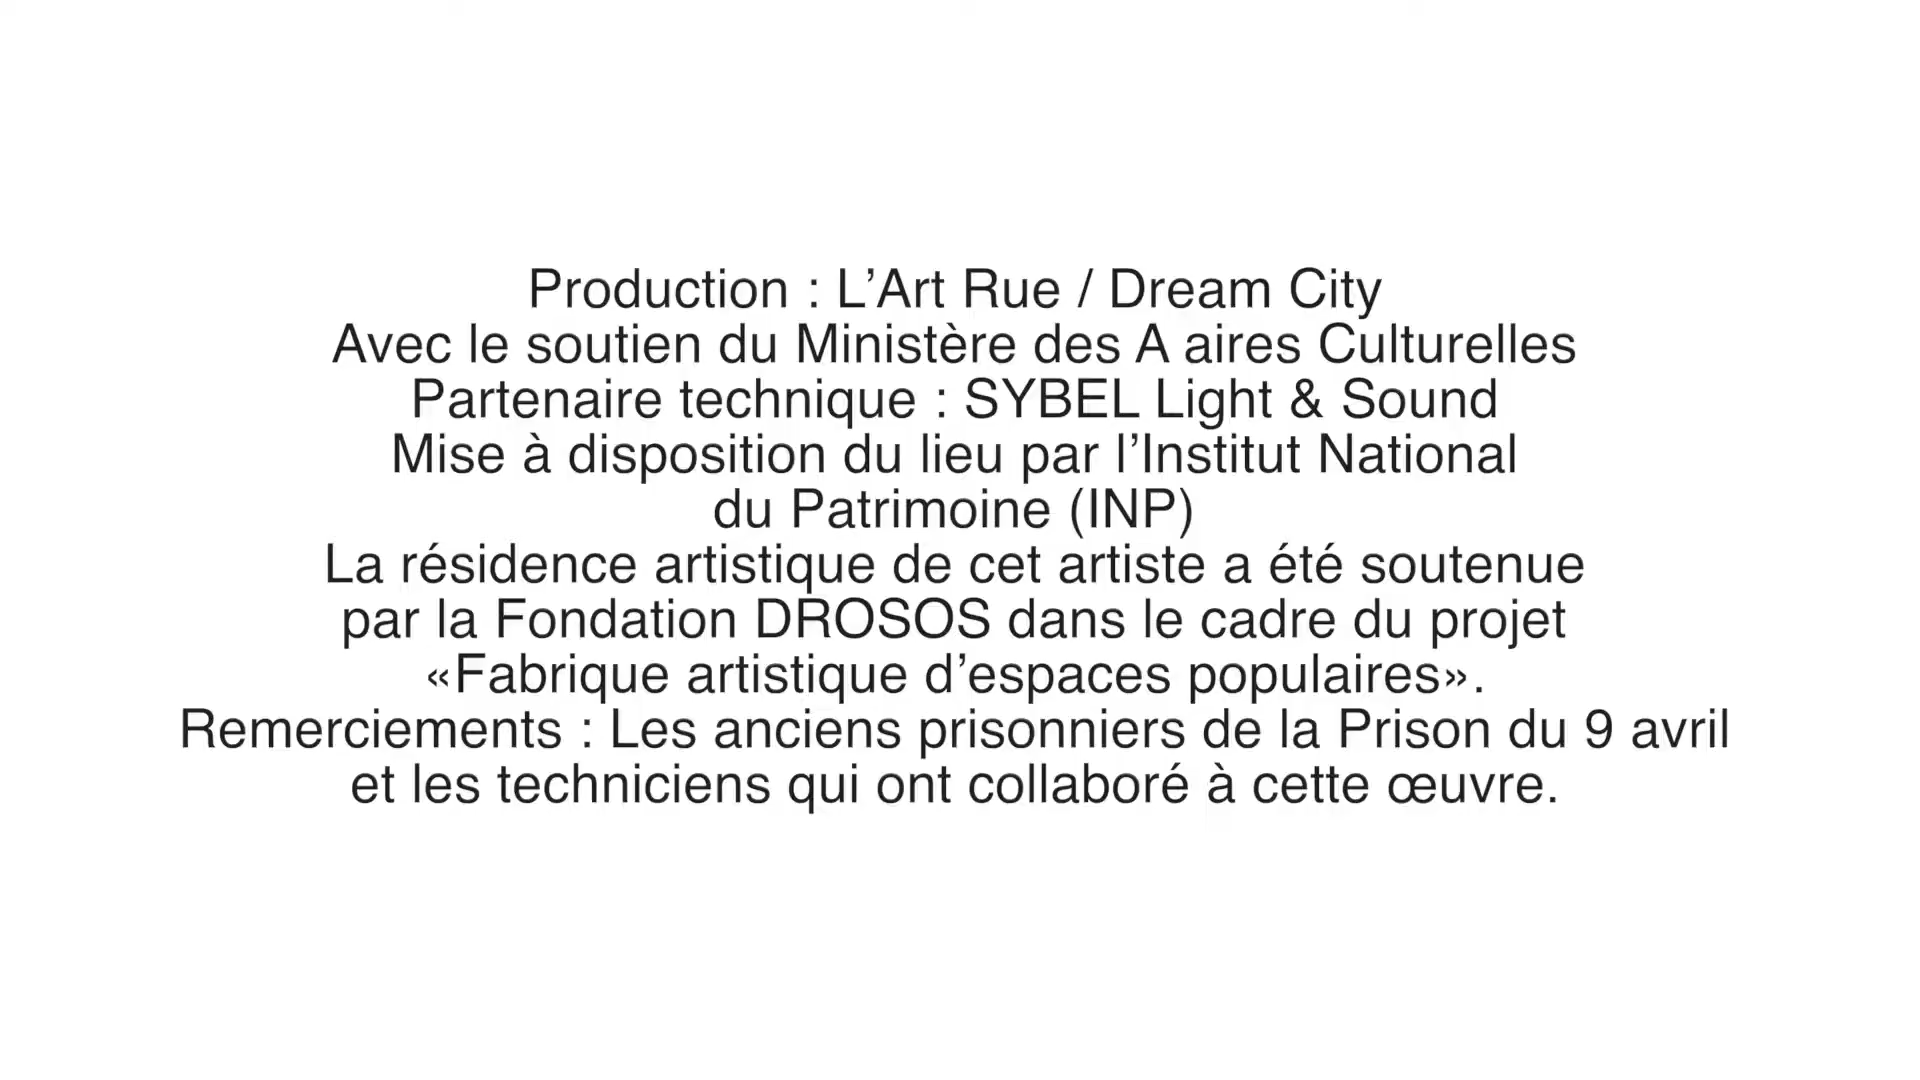 Production : L’Art Rue / Dream City
Avec le soutien du Ministère des A aires Culturelles
Partenaire technique : SYBEL Light & Sound
Mise à disposition du lieu par l’Institut National
du Patrimoine (INP)
La résidence artistique de cet artiste a été soutenue
par la Fondation DROSOS dans le cadre du projet
«Fabrique artistique d’espaces populaires».
Remerciements : Les anciens prisonniers de la Prison du 9 avril
et les techniciens qui ont collaboré à cette œuvre.